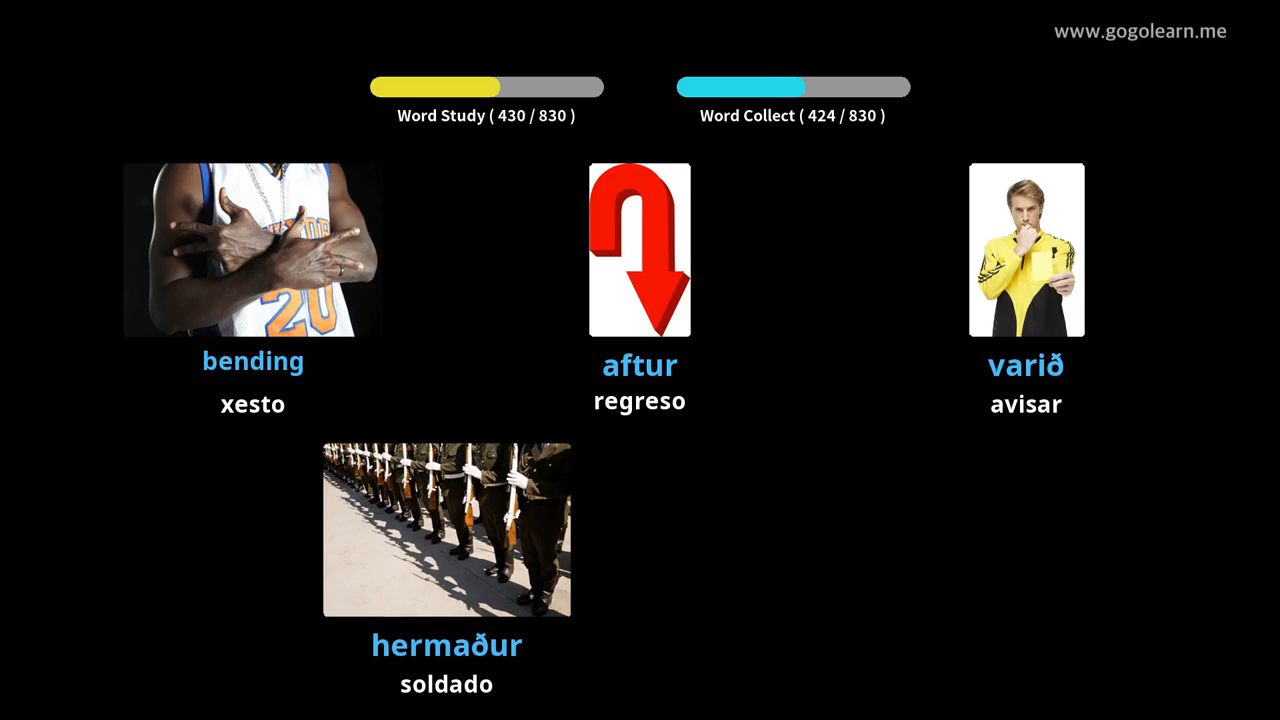 www.gogolearn.me
Word Study ( 430 / 830 )
Word Collect ( 424 / 830 )
20
bending
aftur
varið
xesto
regreso
avisar
hermaður
soldado